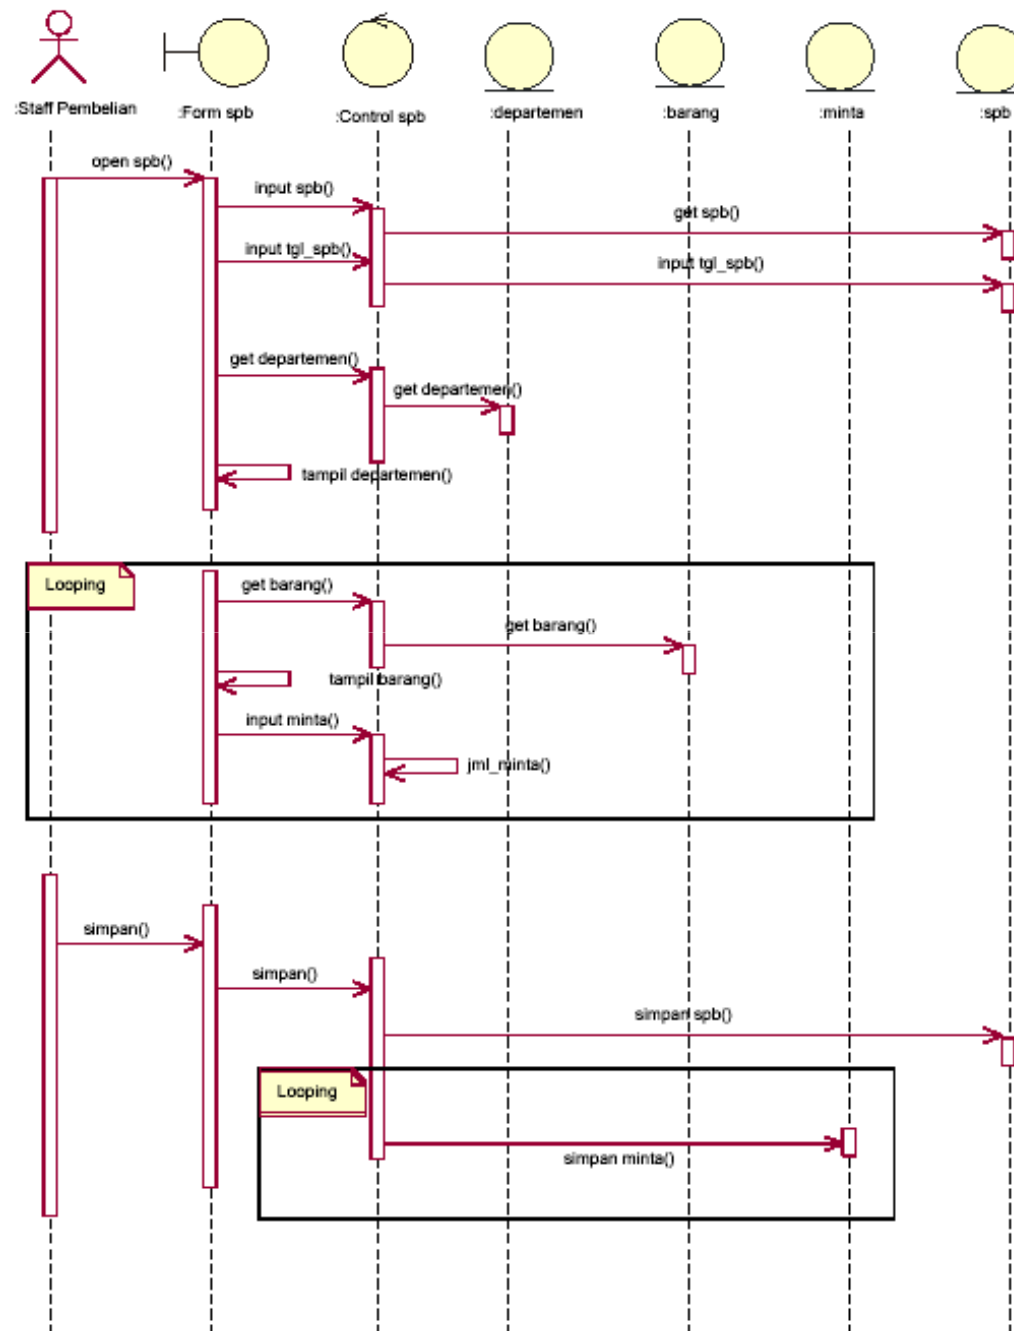 :Staff Pembelian
:Form spb
:Control spb
:departemen
:barang
:minta
:spb
open spb()
input spb()
get spb()
input tgl_spb()
input tgl_spb()
get departemen()
get departemen()
tampil departemen()
Looping
get barang()
get barang()
tampil barang()
input minta()
jml_minta()
simpan()
simpan()
simpan spb()
Looping
simpan minta()